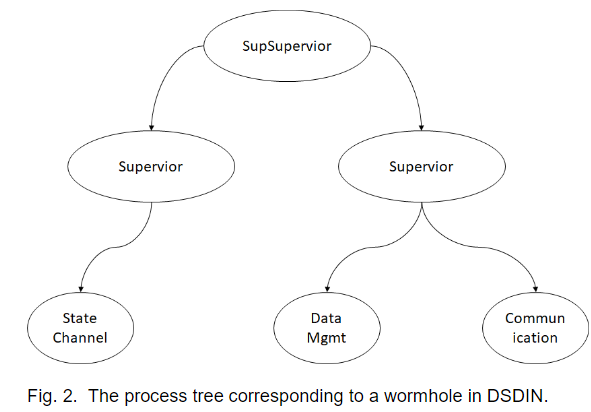 SupSupervior
Supervior
Supervior
State
Channel
Data
Mgmt
Commun
ication
Fig. 2. The process tree corresponding to a wormhole in DSDIN.